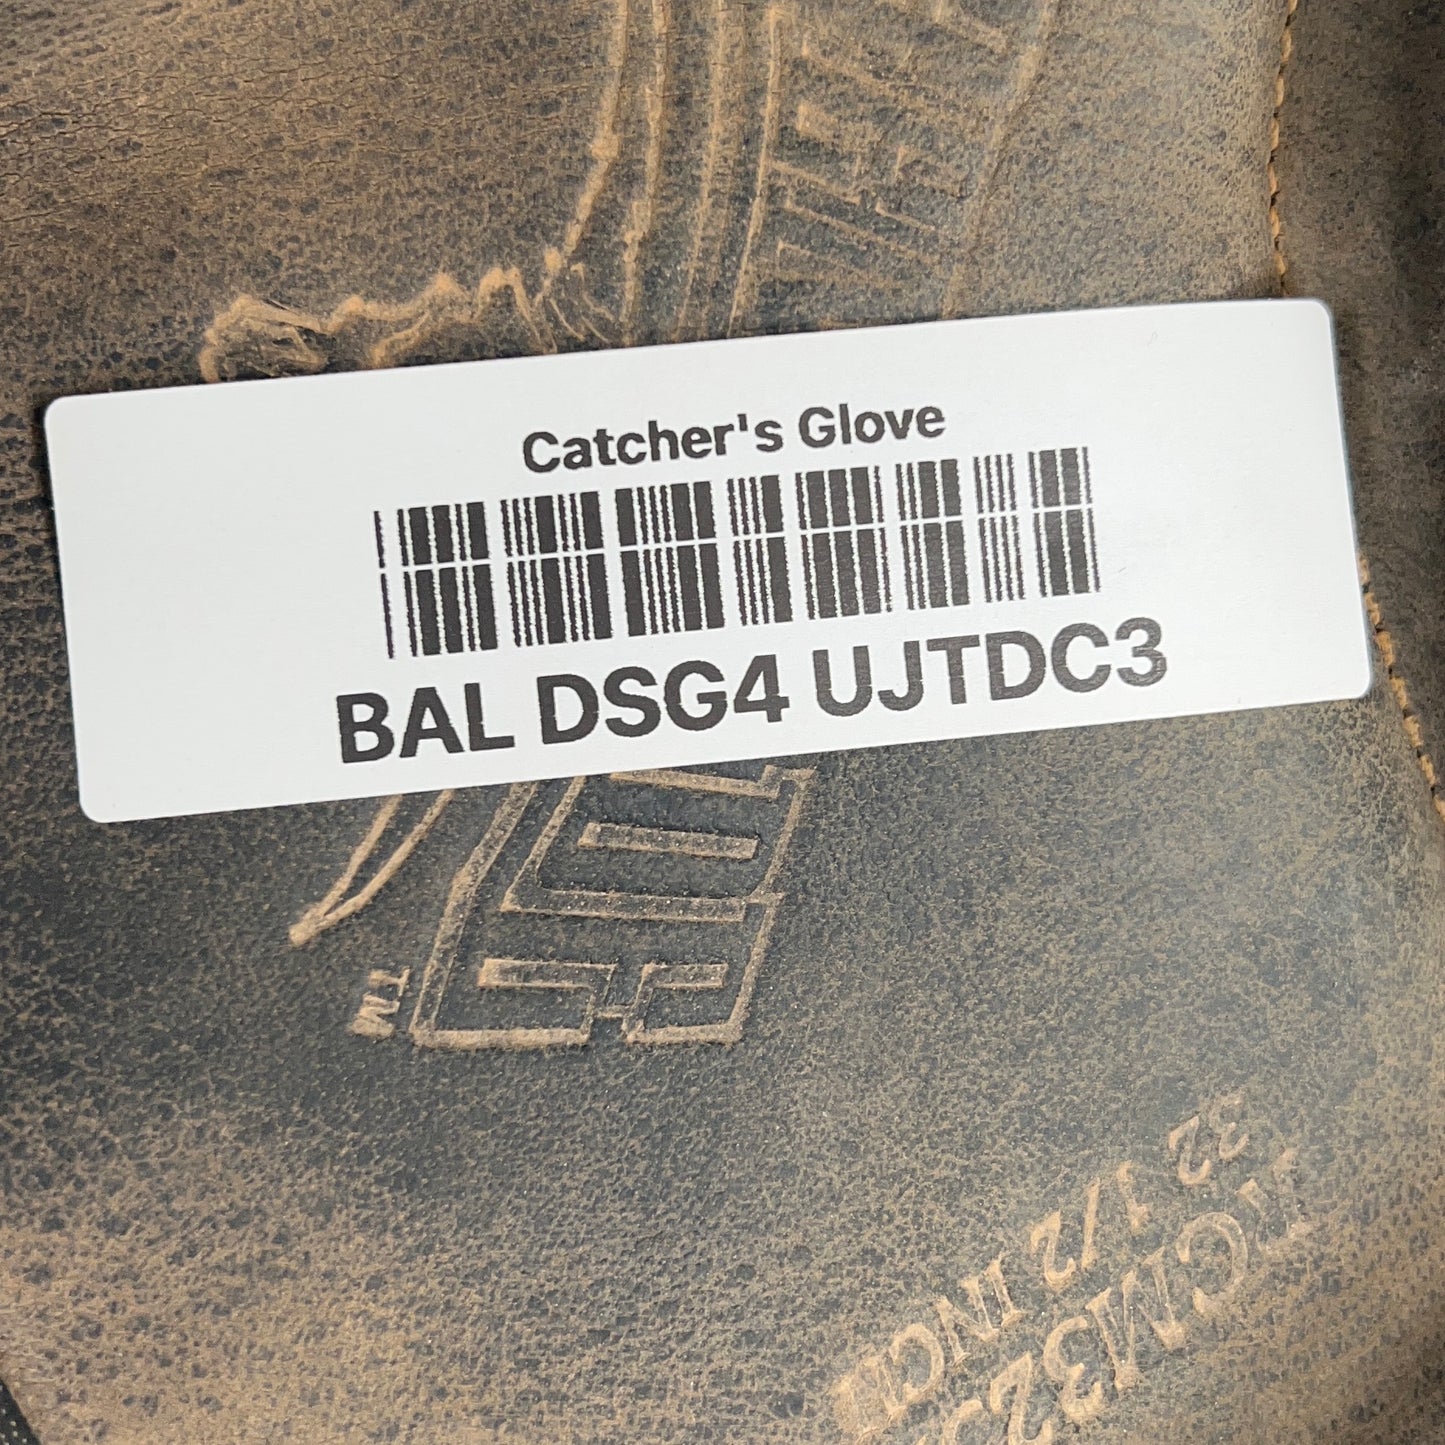 Catcher's Glove
BAL DSG4 UJTDC3
TM
32 1/2 INCH